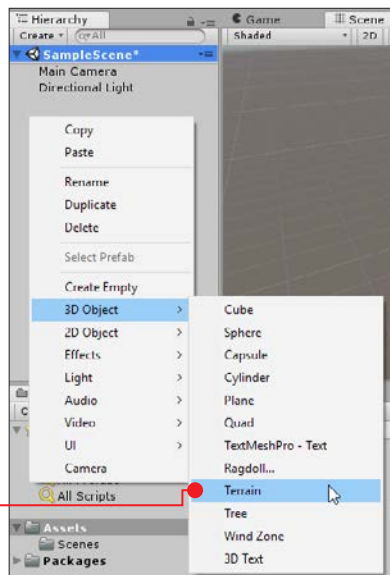 Hierarchy
Create
All
SampleScene*
Main Camera
Directional Light
Game
Scene
Shaded
2D
Copy
Paste
Rename
Duplicate
Delete
Select Prefab
Create Empty
3D Object
2D Object
Effects
Light
Audio
Video
UI
Camera
Cube
Sphere
Capsule
Cylinder
Plane
Quad
TextMeshPro - Text
Ragdoll...
Terrain
Tree
Wind Zone
3D Text
All Scripts
Assets
Scenes
Packages